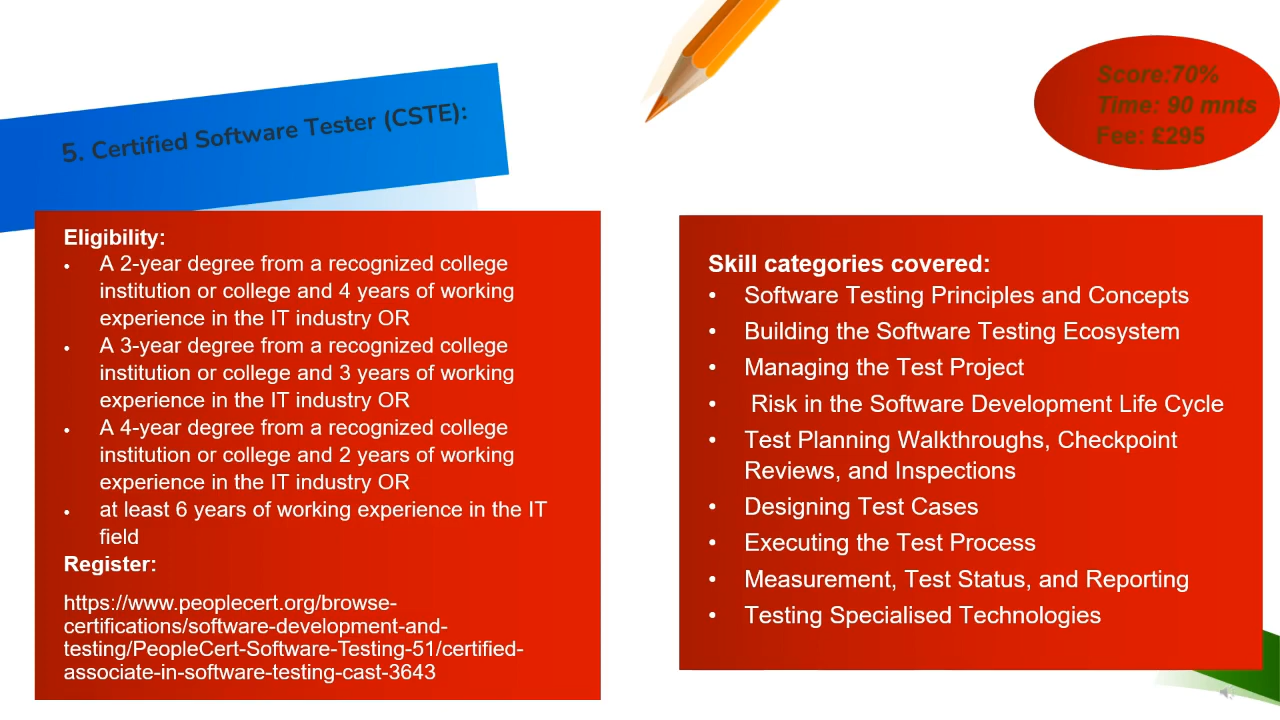 5. Certified Software Tester (CSTE):
Score:70%
Time: 90 mnts
Fee: £295
Eligibility:
• A 2-year degree from a recognized college
institution or college and 4 years of working
experience in the IT industry OR
• A 3-year degree from a recognized college
institution or college and 3 years of working
experience in the IT industry OR
• A 4-year degree from a recognized college
institution or college and 2 years of working
experience in the IT industry OR
• at least 6 years of working experience in the IT
field
Register:
https://www.peoplecert.org/browse-
certifications/software-development-and-
testing/PeopleCert-Software-Testing-51/certified-
associate-in-software-testing-cast-3643
Skill categories covered:
• Software Testing Principles and Concepts
• Building the Software Testing Ecosystem
• Managing the Test Project
• Risk in the Software Development Life Cycle
• Test Planning Walkthroughs, Checkpoint
Reviews, and Inspections
• Designing Test Cases
• Executing the Test Process
• Measurement, Test Status, and Reporting
• Testing Specialised Technologies